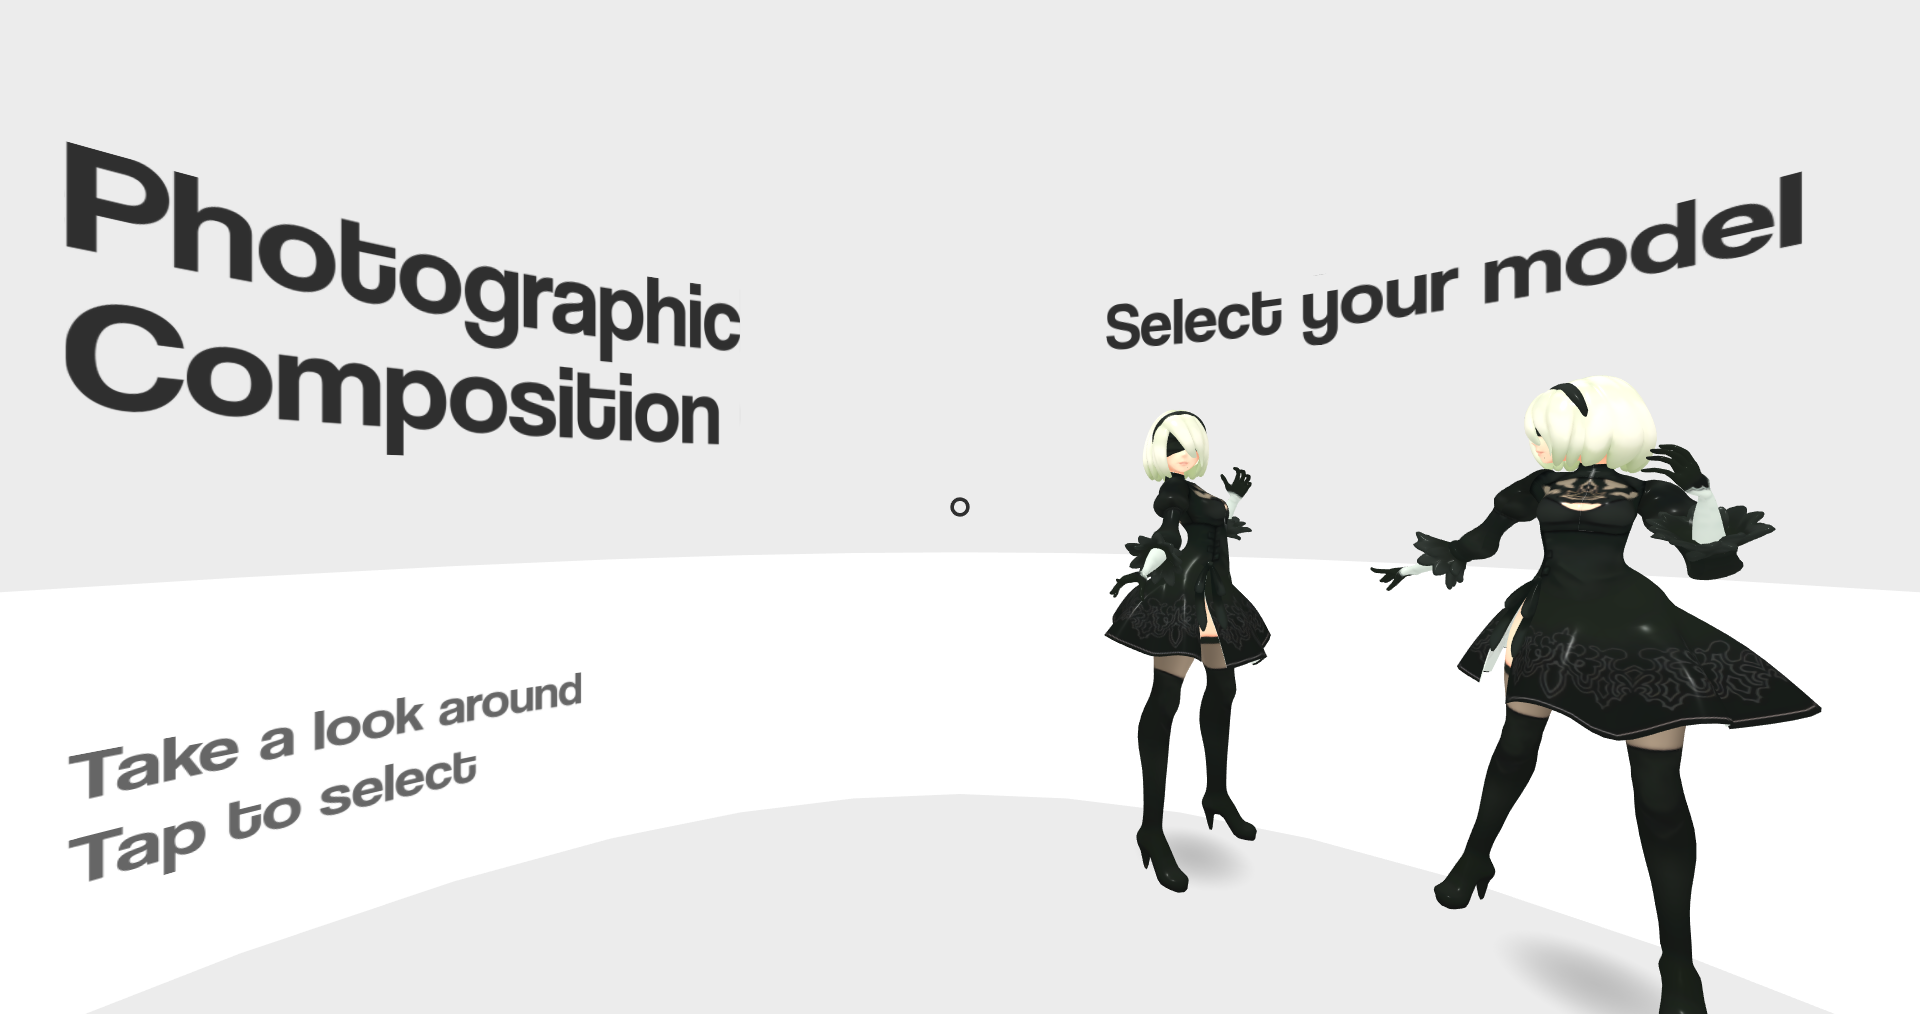 Photographic
Composition
Select your model
Take a look around
Tap to select